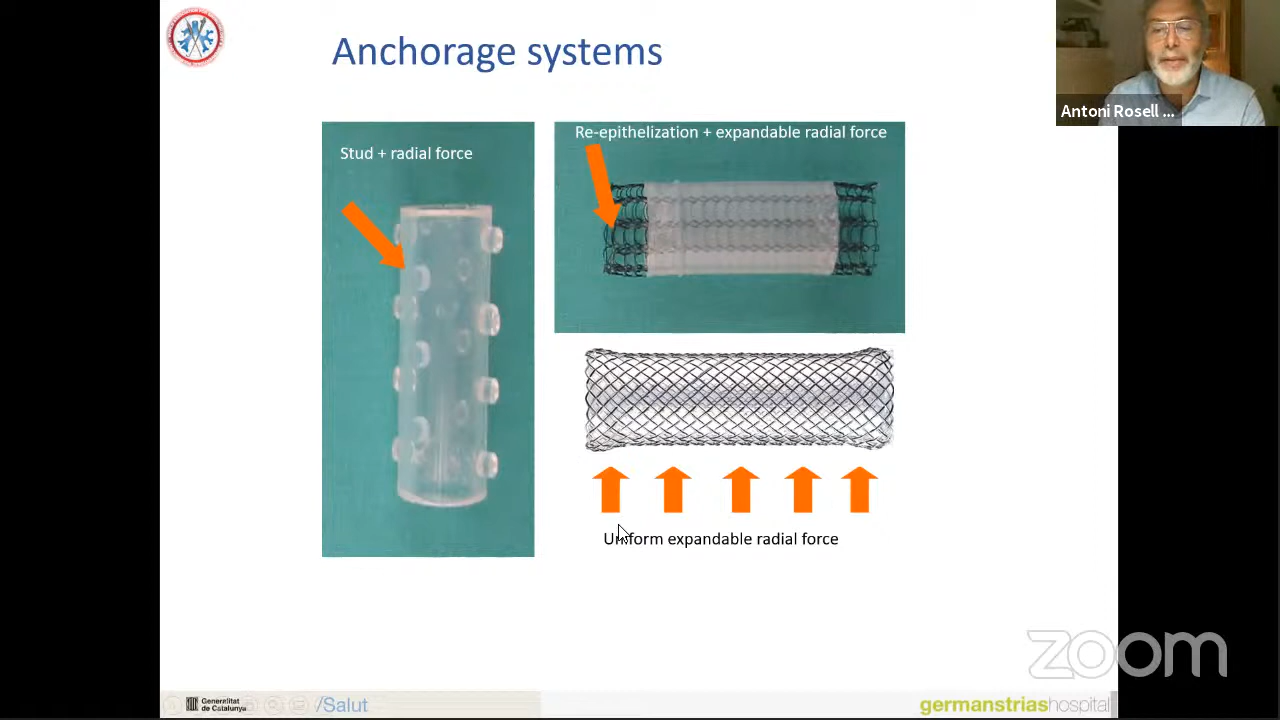 Anchorage systems
Antoni Rosell ...
Stud + radial force
Re-epithelization + expandable radial force
Uniform expandable radial force
zoom
Generalitat
de Catalunya
/Salut
germanstriashospital